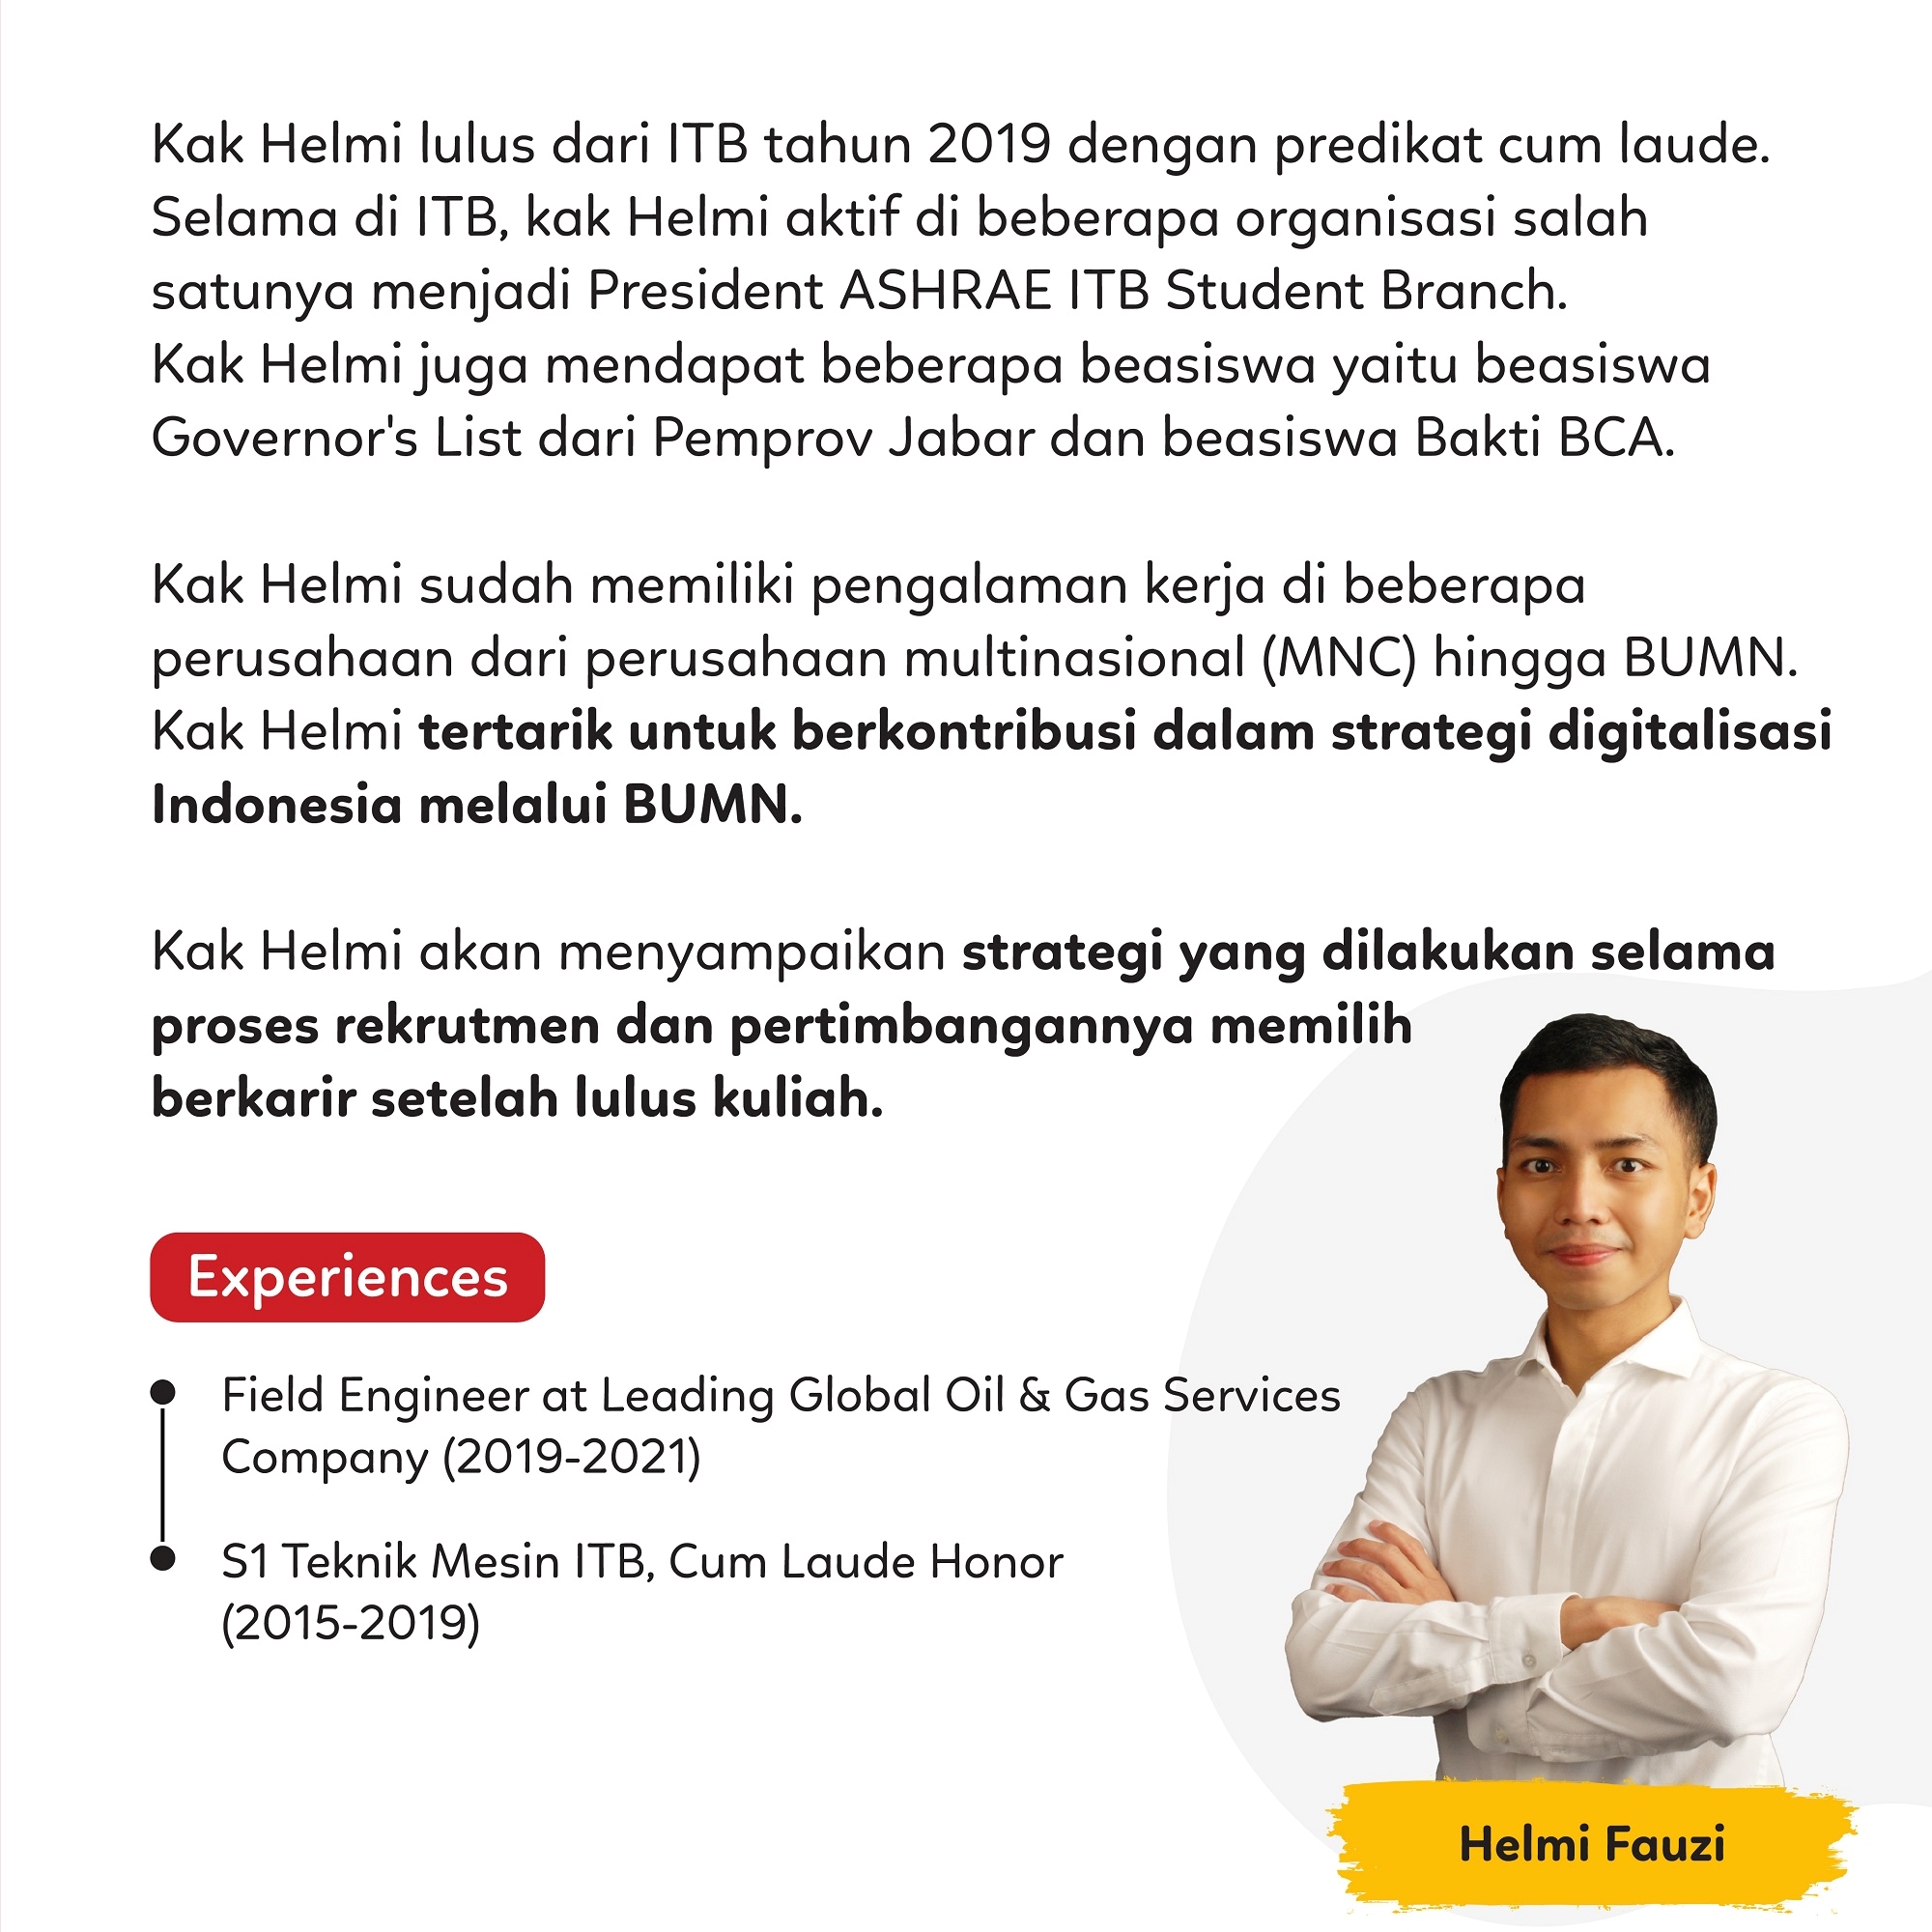 Kak Helmi lulus dari ITB tahun 2019 dengan predikat cum laude.
Selama di ITB, kak Helmi aktif di beberapa organisasi salah
satunya menjadi President ASHRAE ITB Student Branch.
Kak Helmi juga mendapat beberapa beasiswa yaitu beasiswa
Governor's List dari Pemprov Jabar dan beasiswa Bakti BCA.
Kak Helmi sudah memiliki pengalaman kerja di beberapa
perusahaan dari perusahaan multinasional (MNC) hingga BUMN.
Kak Helmi tertarik untuk berkontribusi dalam strategi digitalisasi
Indonesia melalui BUMN.
Kak Helmi akan menyampaikan strategi yang dilakukan selama
proses rekrutmen dan pertimbangannya memilih
berkarir setelah lulus kuliah.
Experiences
Field Engineer at Leading Global Oil & Gas Services
Company (2019-2021)
S1 Teknik Mesin ITB, Cum Laude Honor
(2015-2019)
Helmi Fauzi